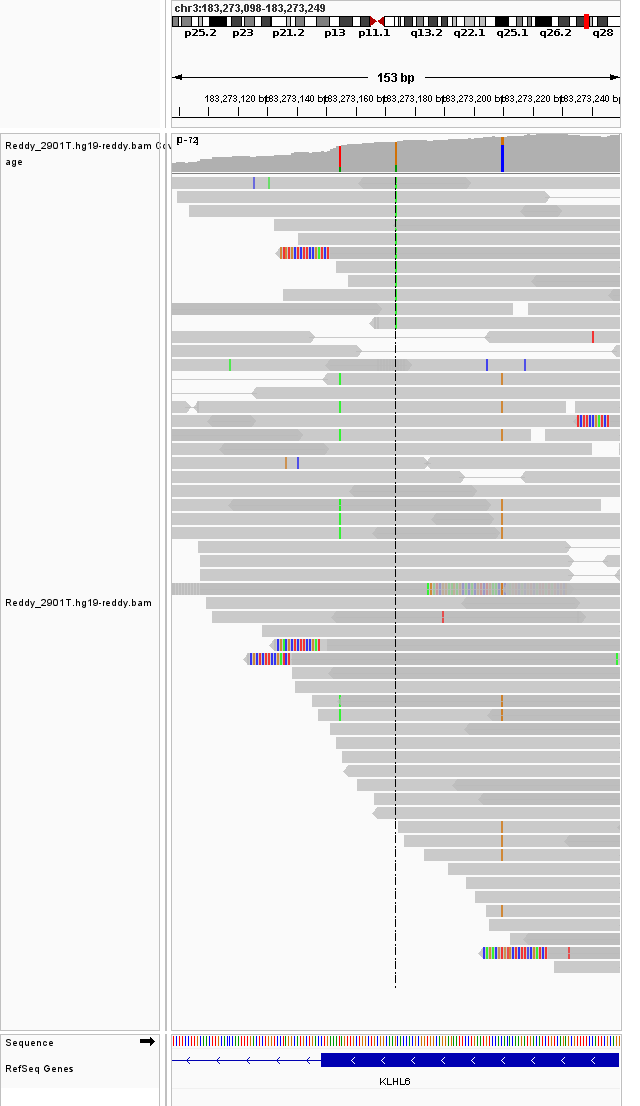 chr3:183,273,098-183,273,249
p25.2 p23 p21.2 p13 p11.1 q13.2 q22.1 q25.1 q26.2 q28
153 bp
183,273,120 bp 183,273,140 bp 183,273,160 bp 183,273,180 bp 183,273,200 bp 183,273,220 bp 183,273,240 bp
Reddy_2901T.hg19-reddy.bam Cov
age
[0-72]
Reddy_2901T.hg19-reddy.bam
Sequence
RefSeq Genes
KLHL6